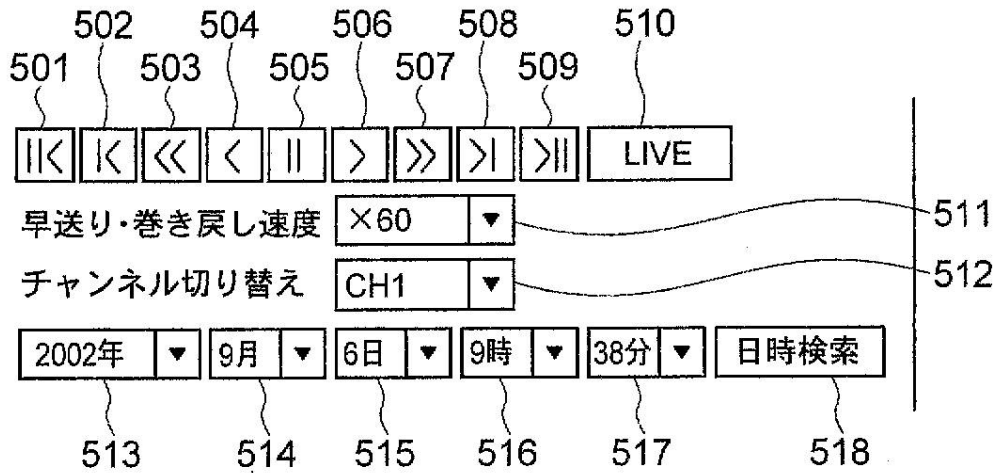 502 504 506 508 510
501 503 505 507 509
||< |< << < || > >> >| >|| LIVE
早送り・巻き戻し速度 ×60 ▼ 511
チャンネル切り替え CH1 ▼ 512
2002年 ▼ 9月 ▼ 6日 ▼ 9時 ▼ 38分 ▼ 日時検索
513 514 515 516 517 518